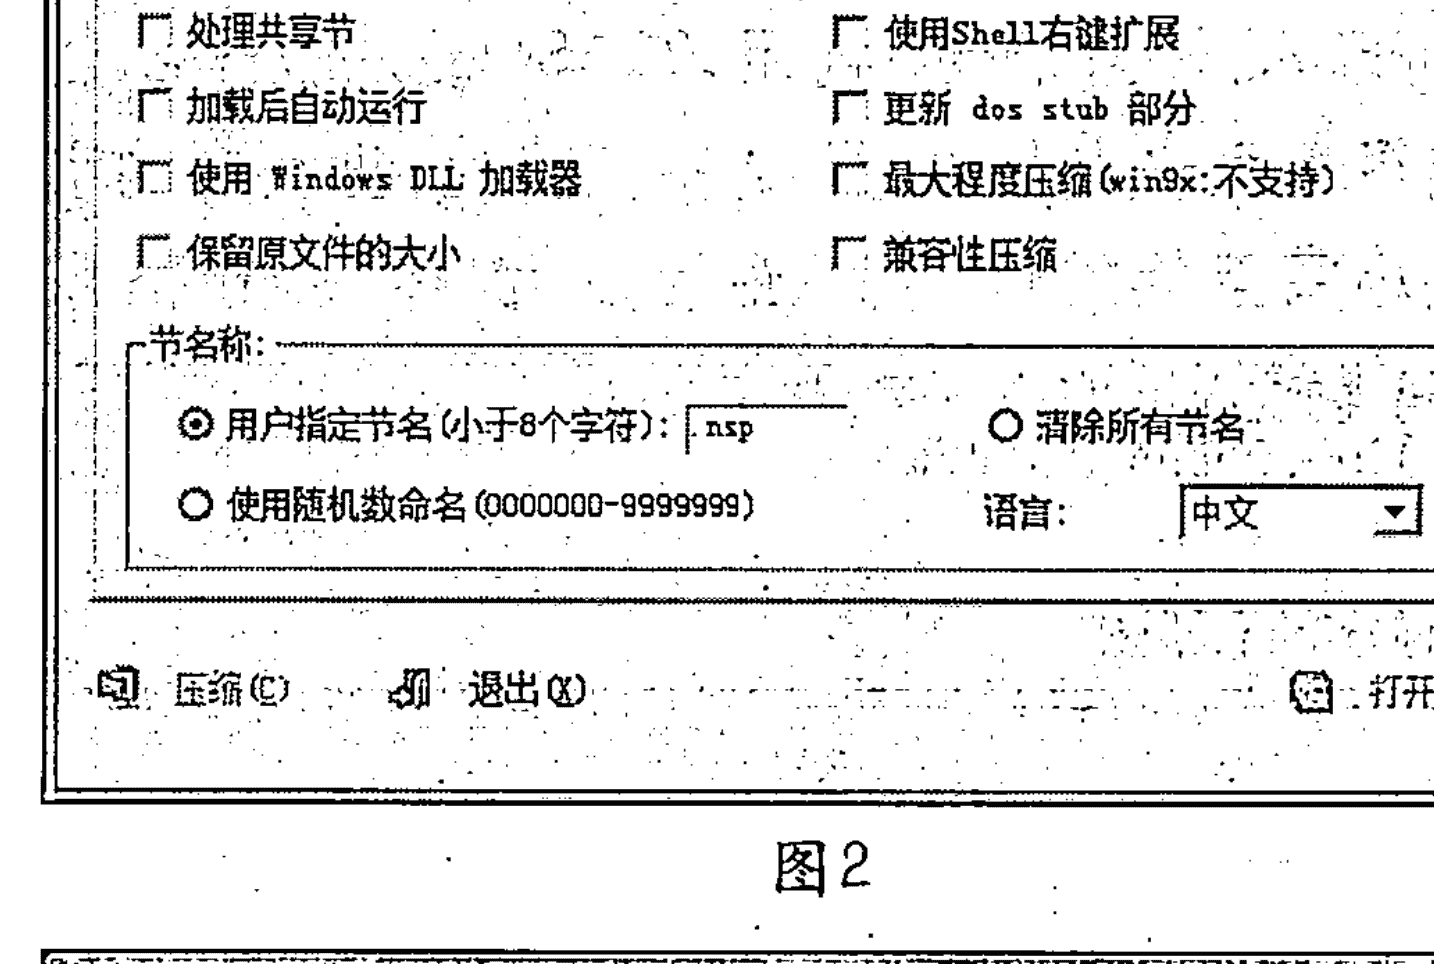 处理共享节 使用Shell右键扩展
加载后自动运行 更新 dos stub 部分
使用 Windows DLL 加载器 最大程度压缩(win9x:不支持)
保留原文件的大小 兼容性压缩
节名称:
用户指定节名(小于8个字符): .nsp 清除所有节名
使用随机数命名(0000000-9999999) 语言: 中文
压缩(C) 退出(X) 打开
图2